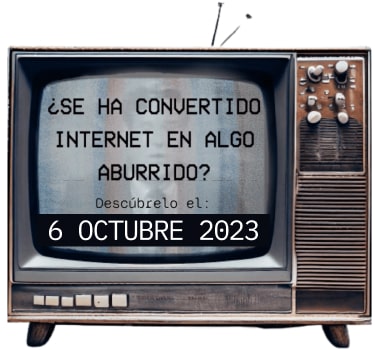 ¿SE HA CONVERTIDO
INTERNET EN ALGO
ABURRIDO?
Descúbrelo el:
6 OCTUBRE 2023